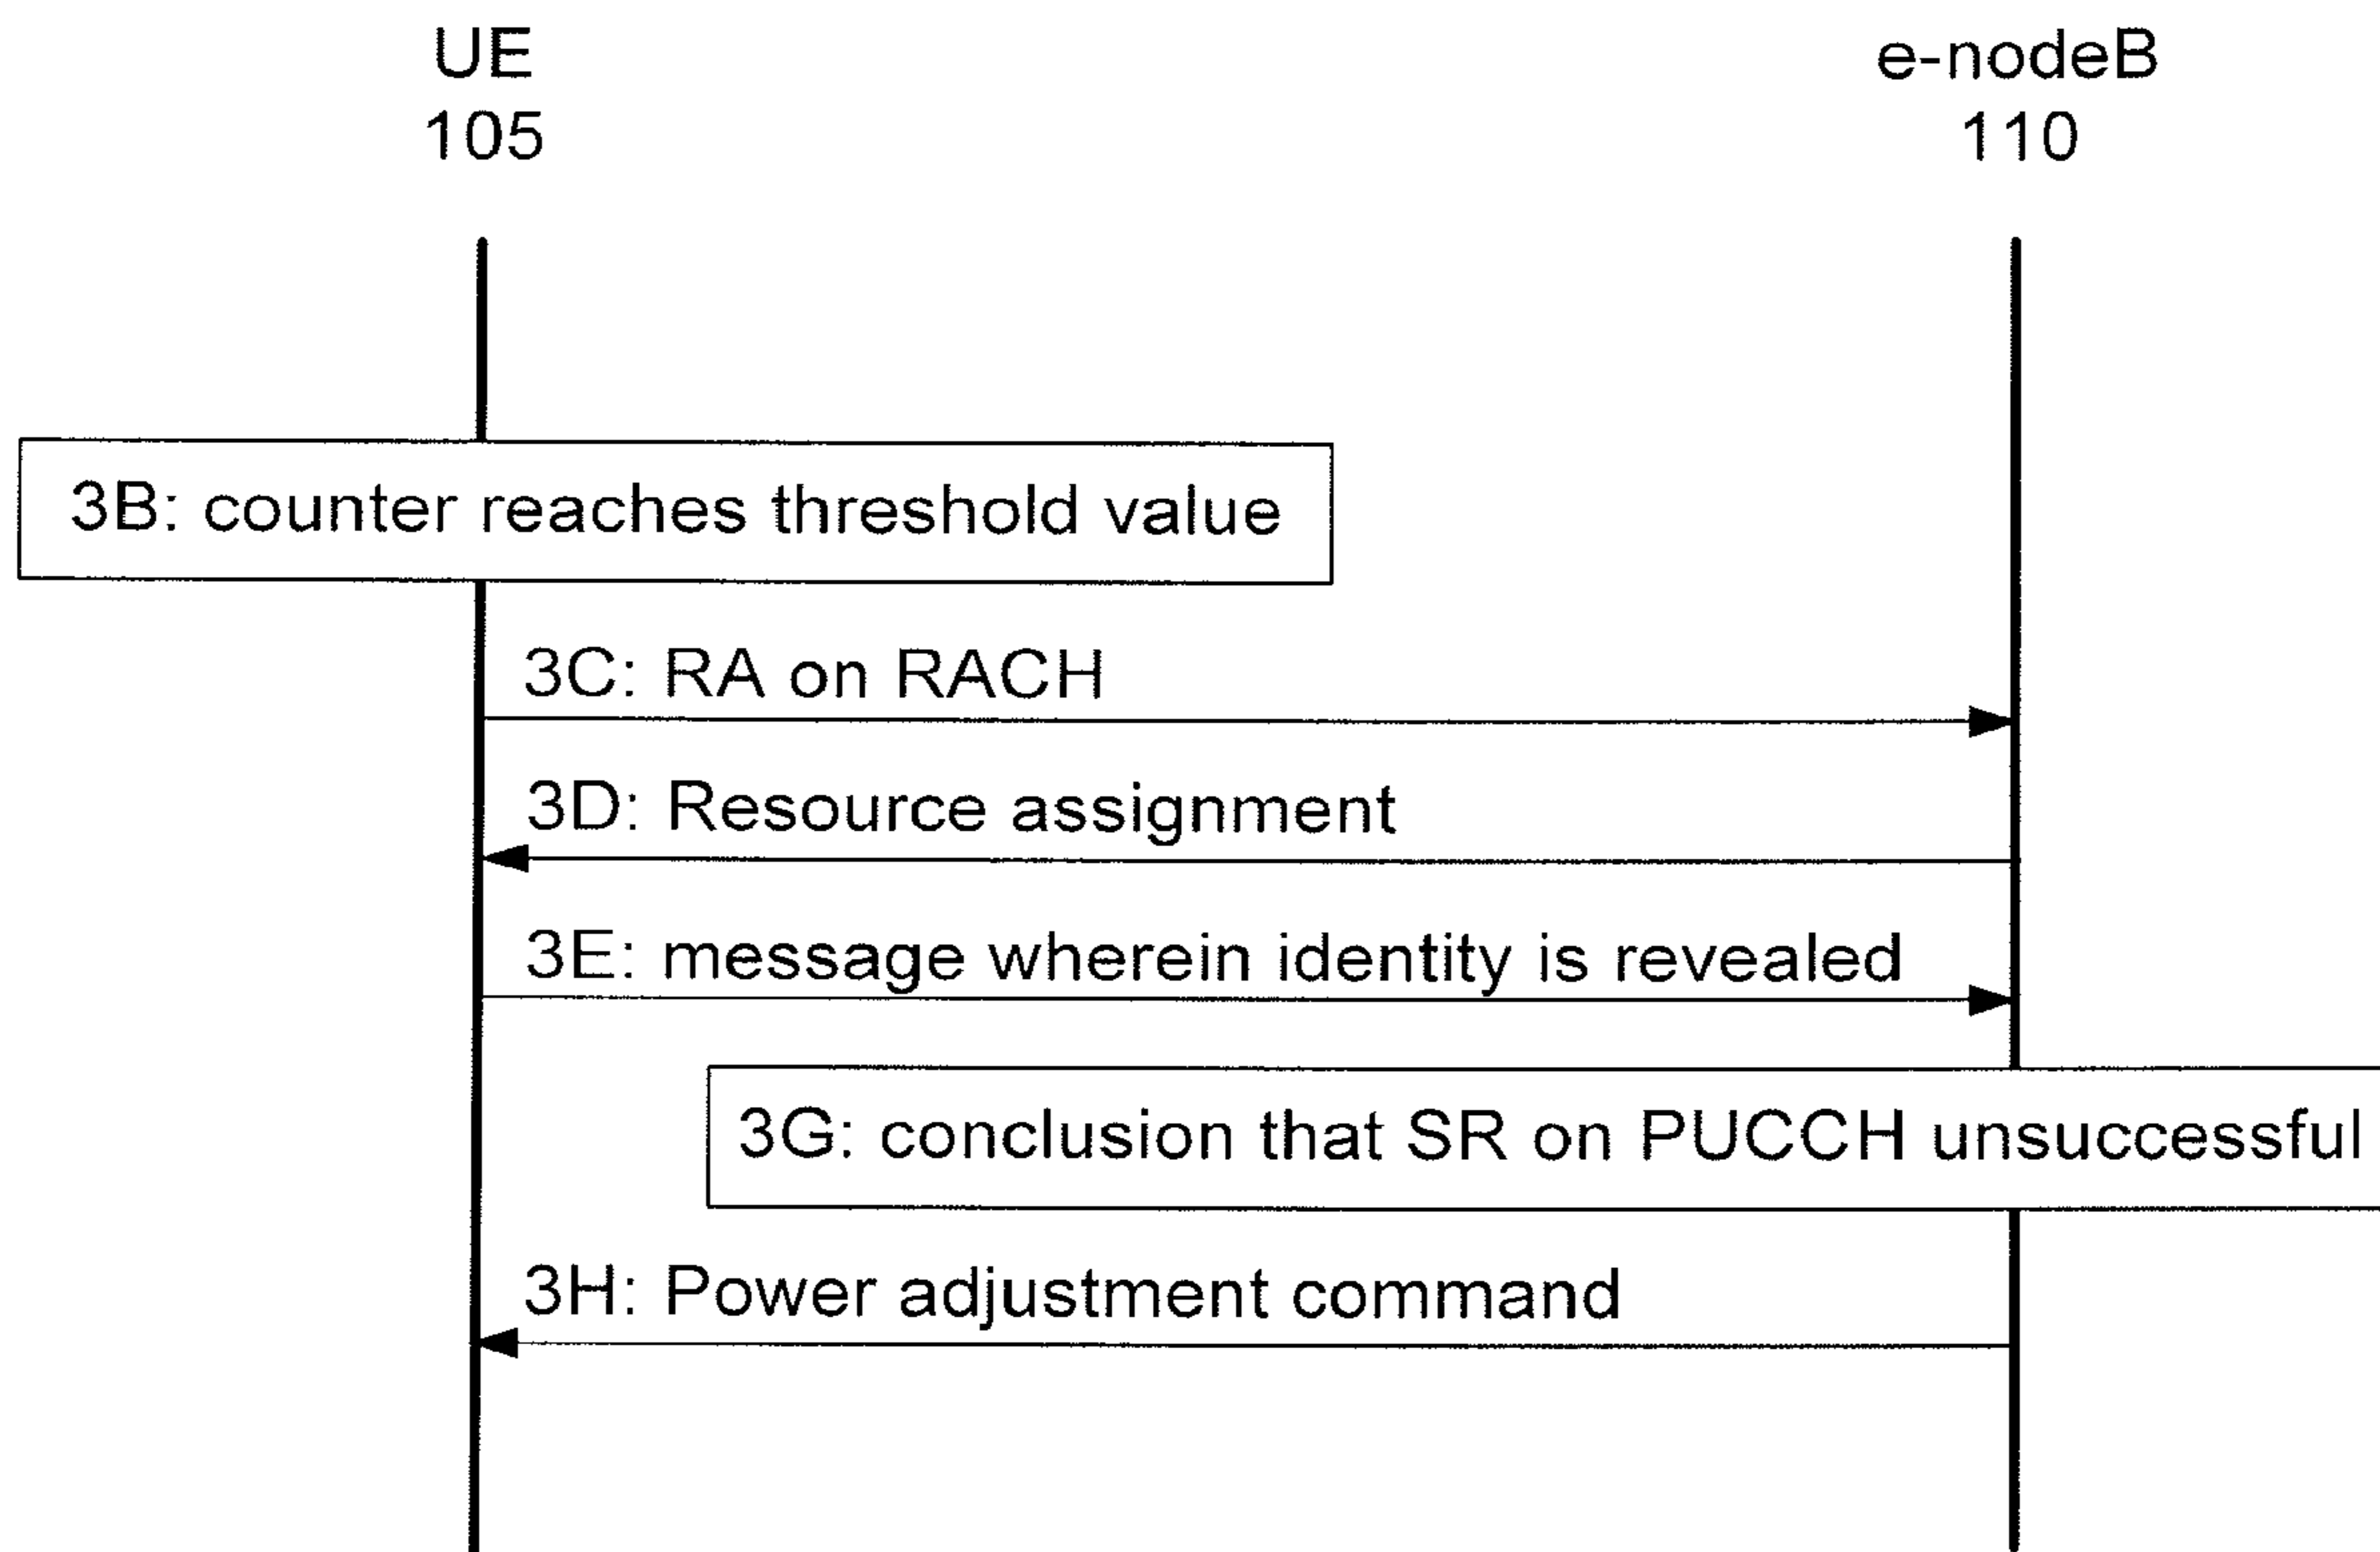 UE
105
e-nodeB
110
3B: counter reaches threshold value
3C: RA on RACH
3D: Resource assignment
3E: message wherein identity is revealed
3G: conclusion that SR on PUCCH unsuccessful
3H: Power adjustment command